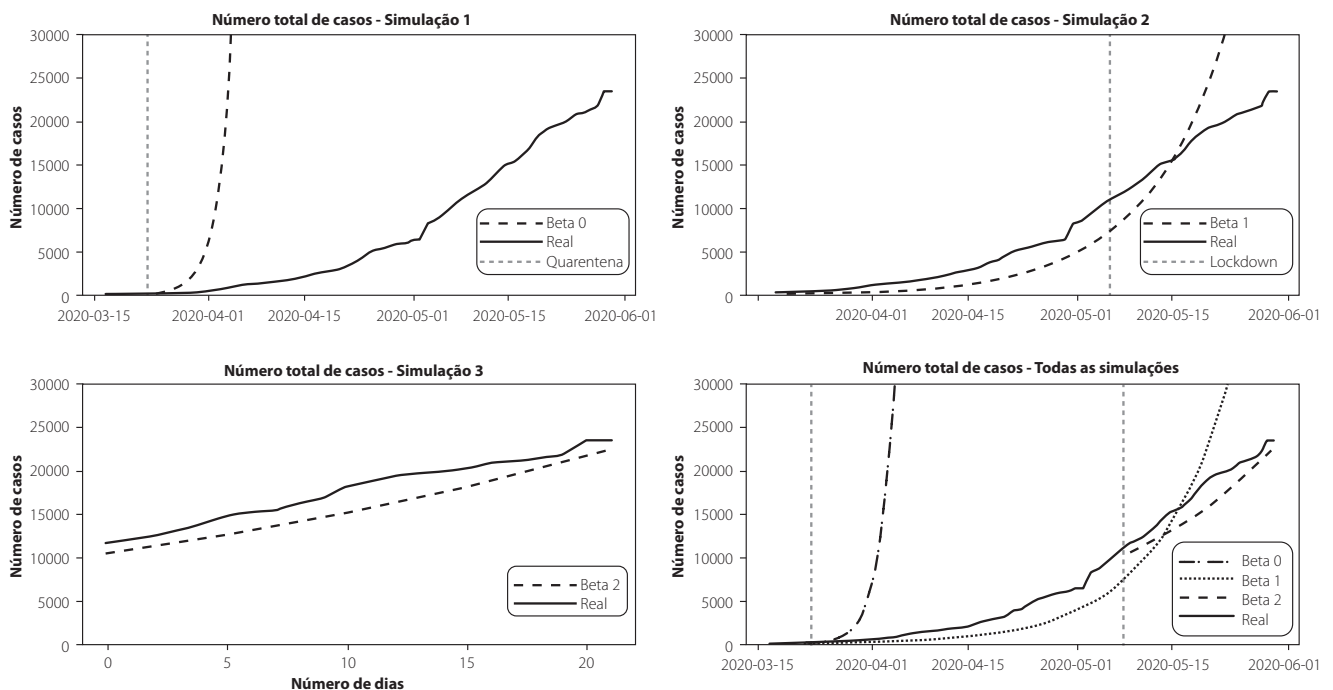 Número total de casos - Simulação 1
Número de casos
30000
25000
20000
15000
10000
5000
0
Beta 0
Real
Quarentena
2020-03-15
2020-04-01
2020-04-15
2020-05-01
2020-05-15
2020-06-01
Número total de casos - Simulação 2
Número de casos
30000
25000
20000
15000
10000
5000
0
Beta 1
Real
Lockdown
2020-04-01
2020-04-15
2020-05-01
2020-05-15
2020-06-01
Número total de casos - Simulação 3
Número de casos
30000
25000
20000
15000
10000
5000
0
Beta 2
Real
0
5
10
15
20
Número de dias
Número total de casos - Todas as simulações
Número de casos
30000
25000
20000
15000
10000
5000
0
Beta 0
Beta 1
Beta 2
Real
2020-03-15
2020-04-01
2020-04-15
2020-05-01
2020-05-15
2020-06-01